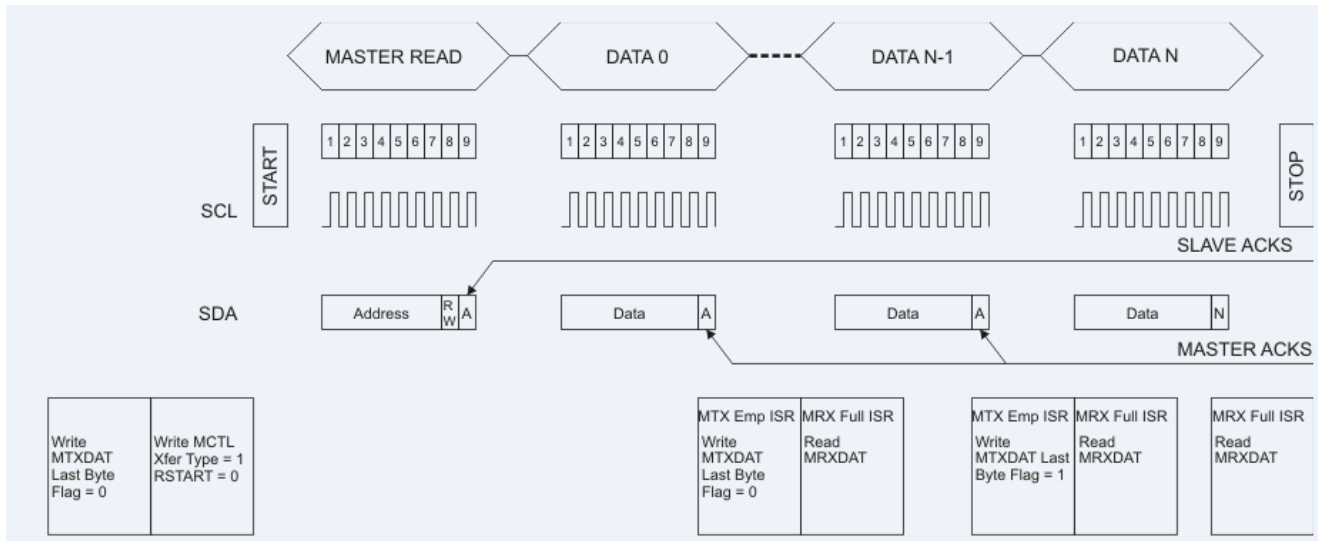 MASTER READ
DATA 0
DATA N-1
DATA N
START
1 2 3 4 5 6 7 8 9
1 2 3 4 5 6 7 8 9
1 2 3 4 5 6 7 8 9
1 2 3 4 5 6 7 8 9
STOP
SCL
SLAVE ACKS
SDA
Address
R
W
A
Data
A
Data
A
Data
N
MASTER ACKS
Write
MTXDAT
Last Byte
Flag = 0
Write MCTL
Xfer Type = 1
RSTART = 0
MTX Emp ISR
Write
MTXDAT
Last Byte
Flag = 0
MRX Full ISR
Read
MRXDAT
MTX Emp ISR
Write
MTXDAT Last
Byte Flag = 1
MRX Full ISR
Read
MRXDAT
MRX Full ISR
Read
MRXDAT